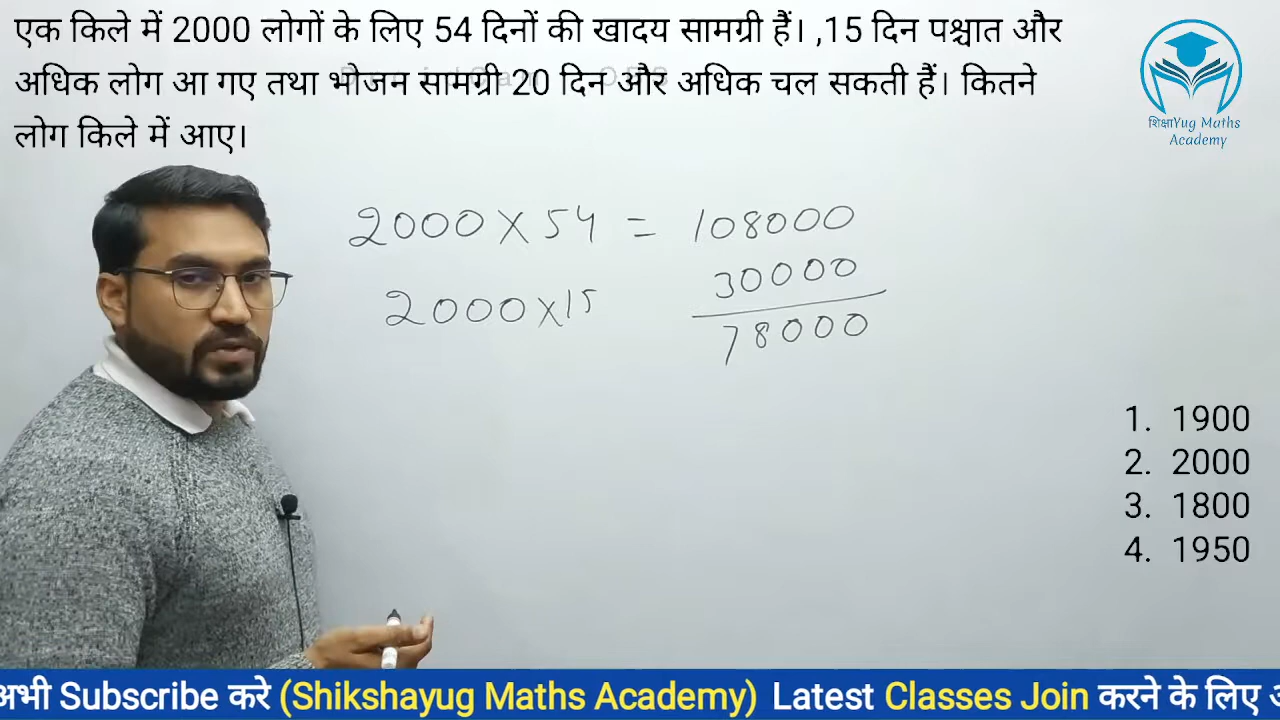 एक किले में 2000 लोगों के लिए 54 दिनों की खादय सामग्री हैं। ,15 दिन पश्चात और
अधिक लोग आ गए तथा भोजन सामग्री 20 दिन और अधिक चल सकती हैं। कितने
लोग किले में आए।
शिक्षाYug Maths
Academy
2000 X 54 = 108000
30000
2000 X 15
78000
1. 1900
2. 2000
3. 1800
4. 1950
अभी Subscribe करे (Shikshayug Maths Academy) Latest Classes Join करने के लिए